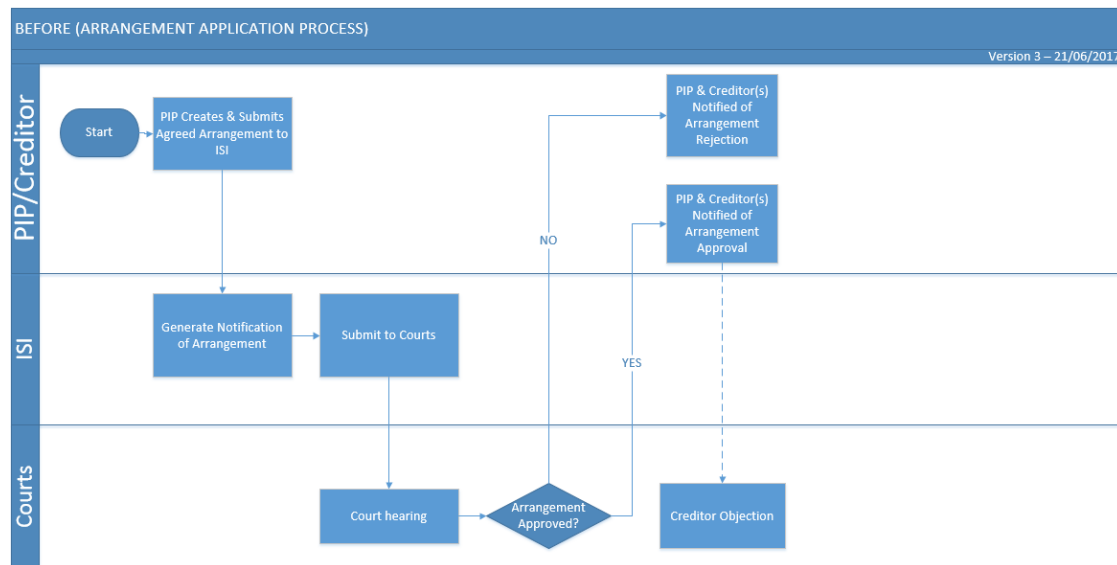 BEFORE (ARRANGEMENT APPLICATION PROCESS)
Version 3 – 21/06/2017
PIP/Creditor
Start
PIP Creates & Submits
Agreed Arrangement to
ISI
PIP & Creditor(s)
Notified of
Arrangement
Rejection
PIP & Creditor(s)
Notified of
Arrangement
Approval
NO
ISI
Generate Notification
of Arrangement
Submit to Courts
YES
Courts
Court hearing
Arrangement
Approved?
Creditor Objection